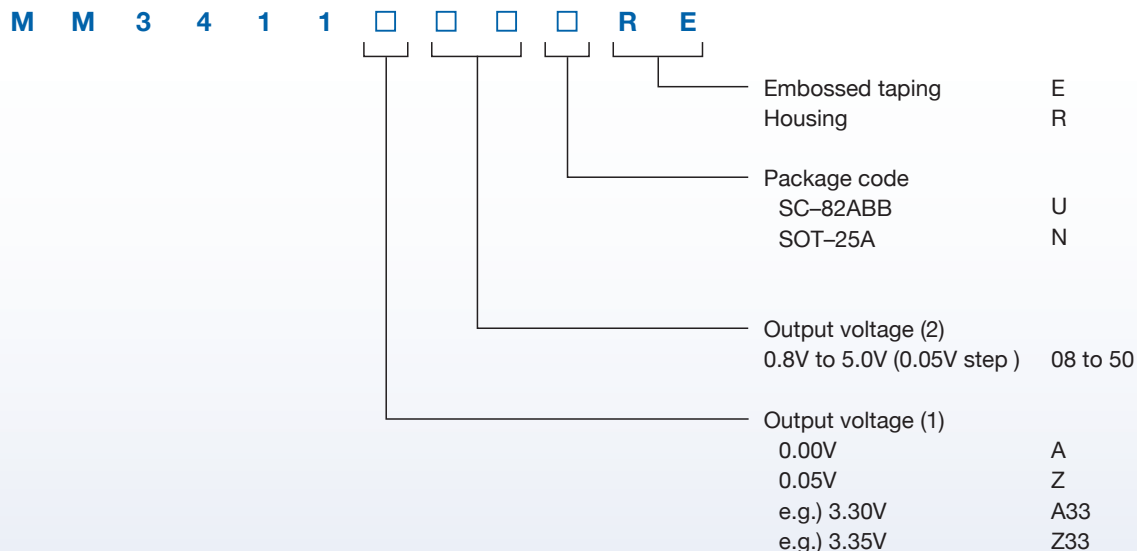 M M 3 4 1 1 □ □ □ □ R E
Embossed taping E
Housing R
Package code
SC–82ABB U
SOT–25A N
Output voltage (2)
0.8V to 5.0V (0.05V step ) 08 to 50
Output voltage (1)
0.00V A
0.05V Z
e.g.) 3.30V A33
e.g.) 3.35V Z33